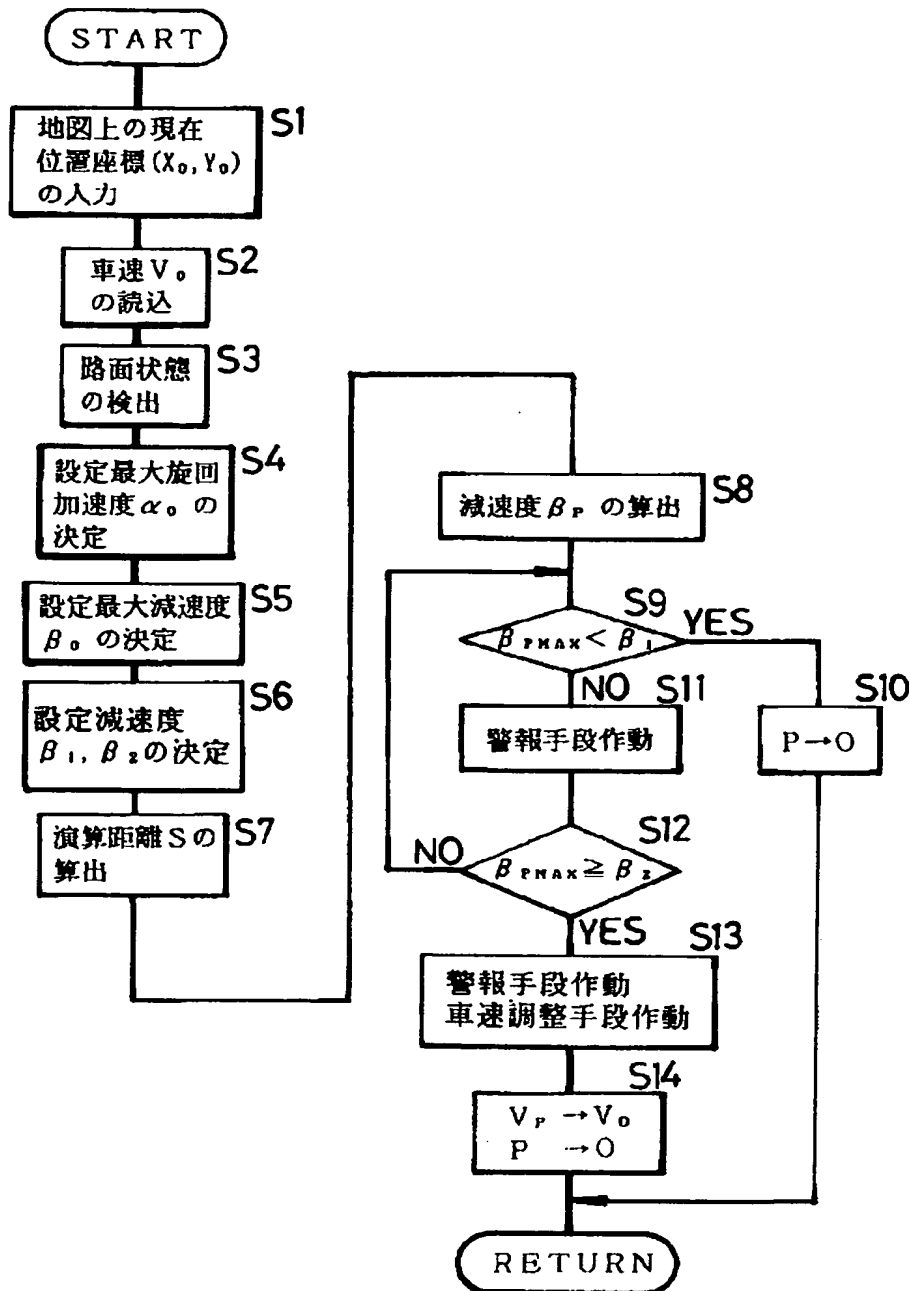 START
S1
地図上の現在
位置座標(X₀,Y₀)
の入力
S2
車速V₀
の読込
S3
路面状態
の検出
S4
設定最大旋回
加速度α₀の
決定
S5
設定最大減速度
β₀の決定
S6
設定減速度
β₁,β₂の決定
S7
演算距離Sの
算出
S8
減速度βPの算出
S9
βPMAX<β₁
YES
NO
S10
P→O
S11
警報手段作動
S12
βPMAX≧β₂
NO
YES
S13
警報手段作動
車速調整手段作動
S14
VP→VO
P→O
RETURN